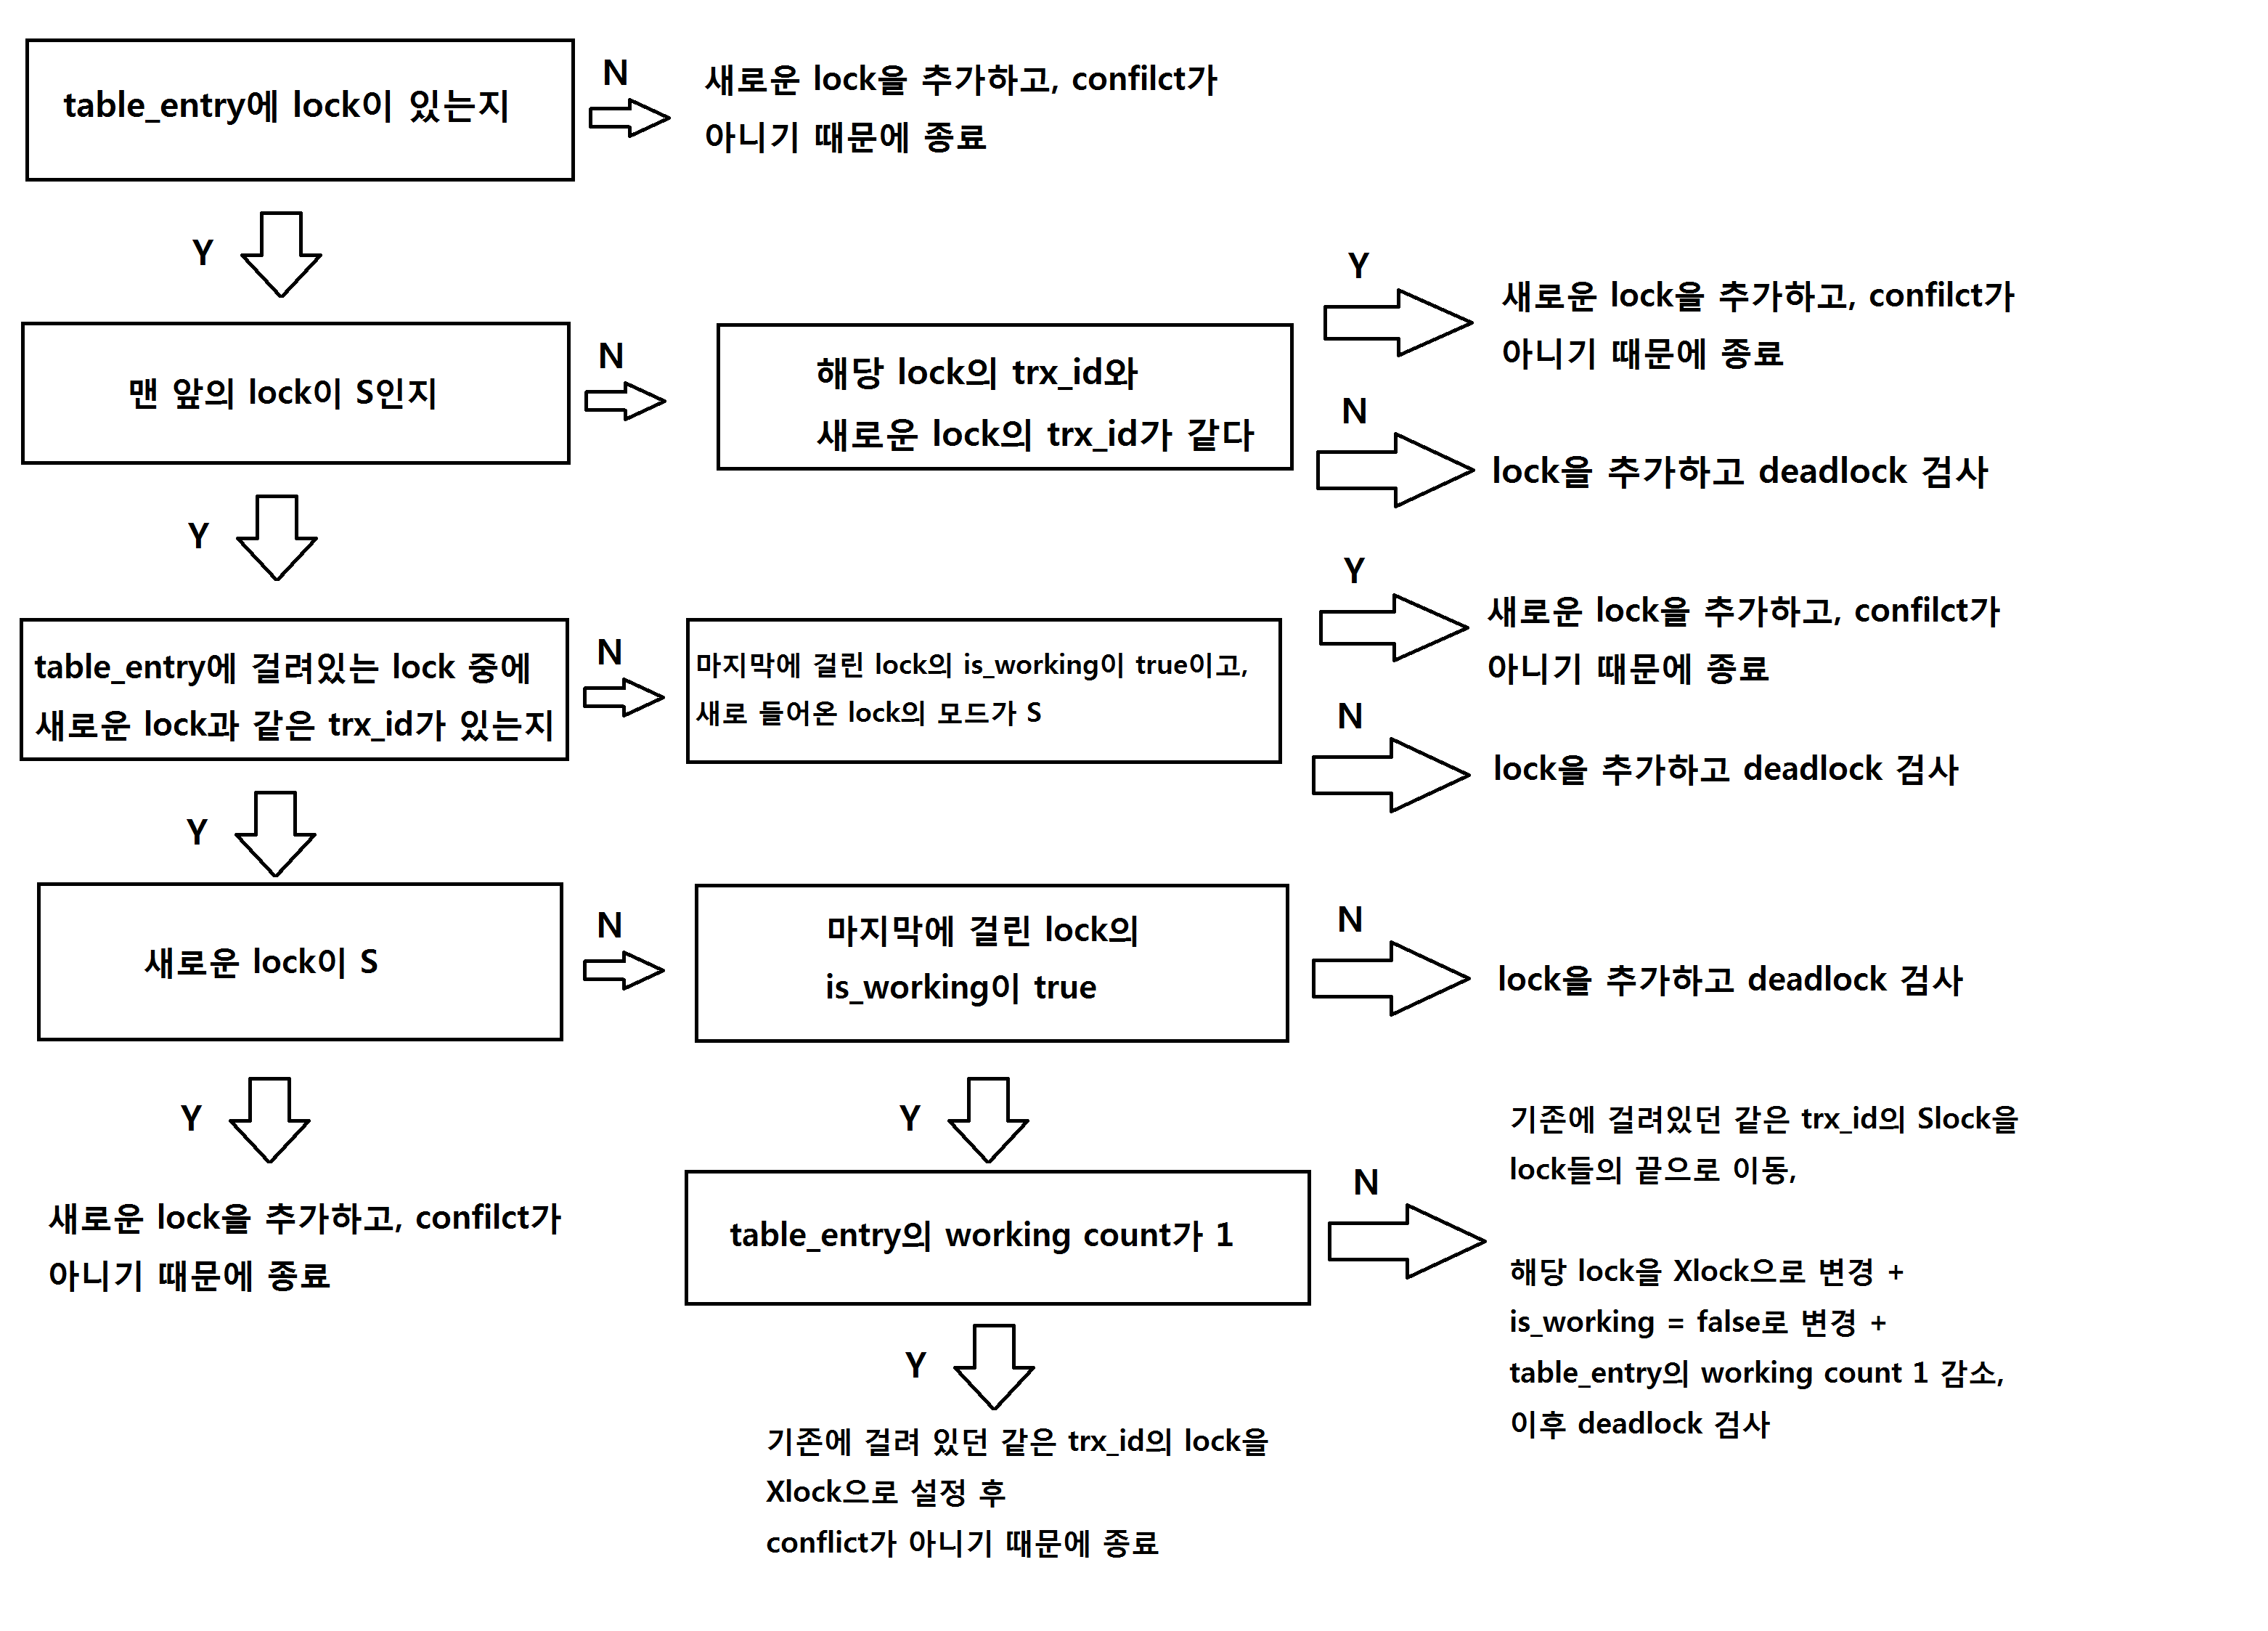 table_entry에 lock이 있는지
N
새로운 lock을 추가하고, confilct가
아니기 때문에 종료
Y
맨 앞의 lock이 S인지
N
해당 lock의 trx_id와
새로운 lock의 trx_id가 같다
Y
새로운 lock을 추가하고, confilct가
아니기 때문에 종료
N
lock을 추가하고 deadlock 검사
Y
table_entry에 걸려있는 lock 중에
새로운 lock과 같은 trx_id가 있는지
N
마지막에 걸린 lock의 is_working이 true이고,
새로 들어온 lock의 모드가 S
Y
새로운 lock을 추가하고, confilct가
아니기 때문에 종료
N
lock을 추가하고 deadlock 검사
Y
새로운 lock이 S
N
마지막에 걸린 lock의
is_working이 true
N
lock을 추가하고 deadlock 검사
Y
새로운 lock을 추가하고, confilct가
아니기 때문에 종료
Y
table_entry의 working count가 1
N
기존에 걸려있던 같은 trx_id의 Slock을
lock들의 끝으로 이동,
해당 lock을 Xlock으로 변경 +
is_working = false로 변경 +
table_entry의 working count 1 감소,
이후 deadlock 검사
Y
기존에 걸려 있던 같은 trx_id의 lock을
Xlock으로 설정 후
conflict가 아니기 때문에 종료